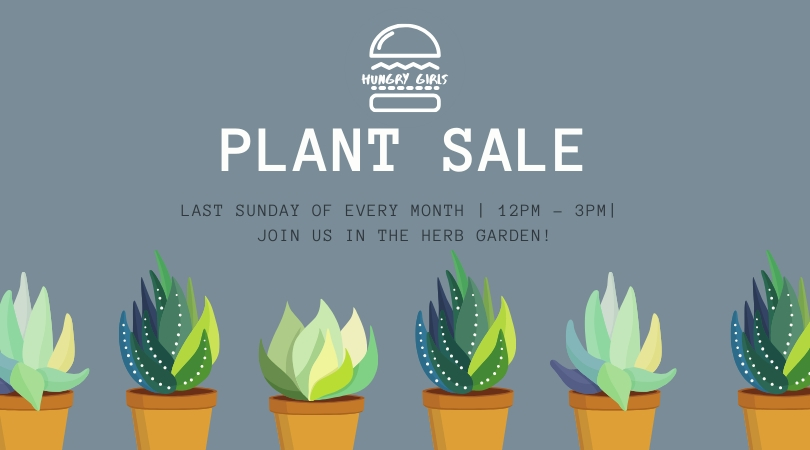 HUNGRY GIRLS
PLANT SALE
LAST SUNDAY OF EVERY MONTH | 12PM – 3PM|
JOIN US IN THE HERB GARDEN!